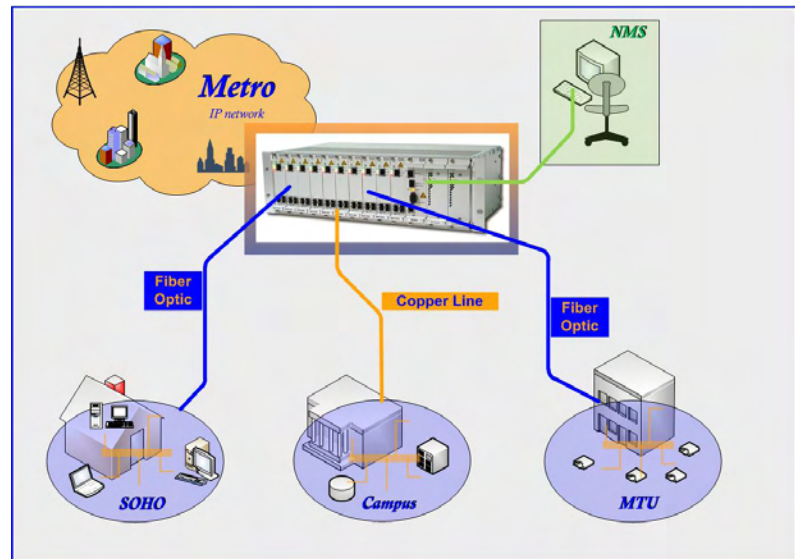 NMS
Metro
IP network
Fiber
Optic
Copper Line
Fiber
Optic
SOHO
Campus
MTU